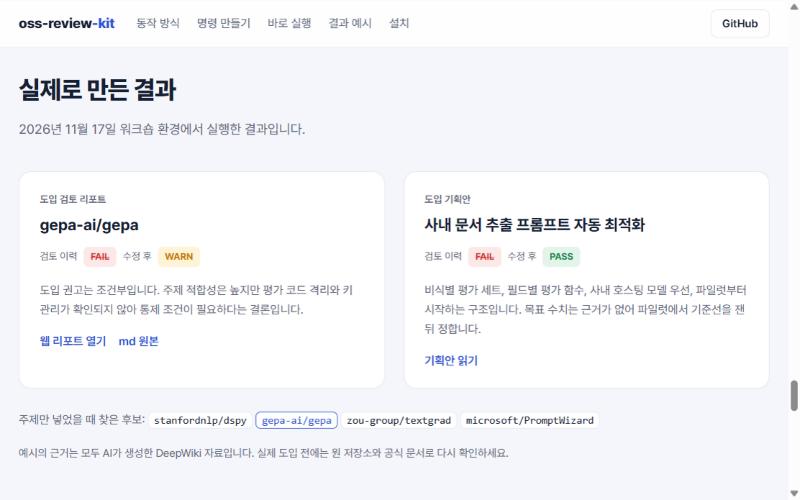 oss-review-kit 동작 방식 명령 만들기 바로 실행 결과 예시 설치 GitHub
실제로 만든 결과
2026년 11월 17일 워크숍 환경에서 실행한 결과입니다.
도입 검토 리포트
gepa-ai/gepa
검토 이력 FAIL 수정 후 WARN
도입 권고는 조건부입니다. 주제 적합성은 높지만 평가 코드 격리와 키
관리가 확인되지 않아 통제 조건이 필요하다는 결론입니다.
웹 리포트 열기 md 원본
도입 기획안
사내 문서 추출 프롬프트 자동 최적화
검토 이력 FAIL 수정 후 PASS
비식별 평가 세트, 필드별 평가 함수, 사내 호스팅 모델 우선, 파일럿부터
시작하는 구조입니다. 목표 수치는 근거가 없어 파일럿에서 기준선을 잰
뒤 정합니다.
기획안 읽기
주제만 넣었을 때 찾은 후보: stanfordnlp/dspy gepa-ai/gepa zou-group/textgrad microsoft/PromptWizard
예시의 근거는 모두 AI가 생성한 DeepWiki 자료입니다. 실제 도입 전에는 원 저장소와 공식 문서로 다시 확인하세요.